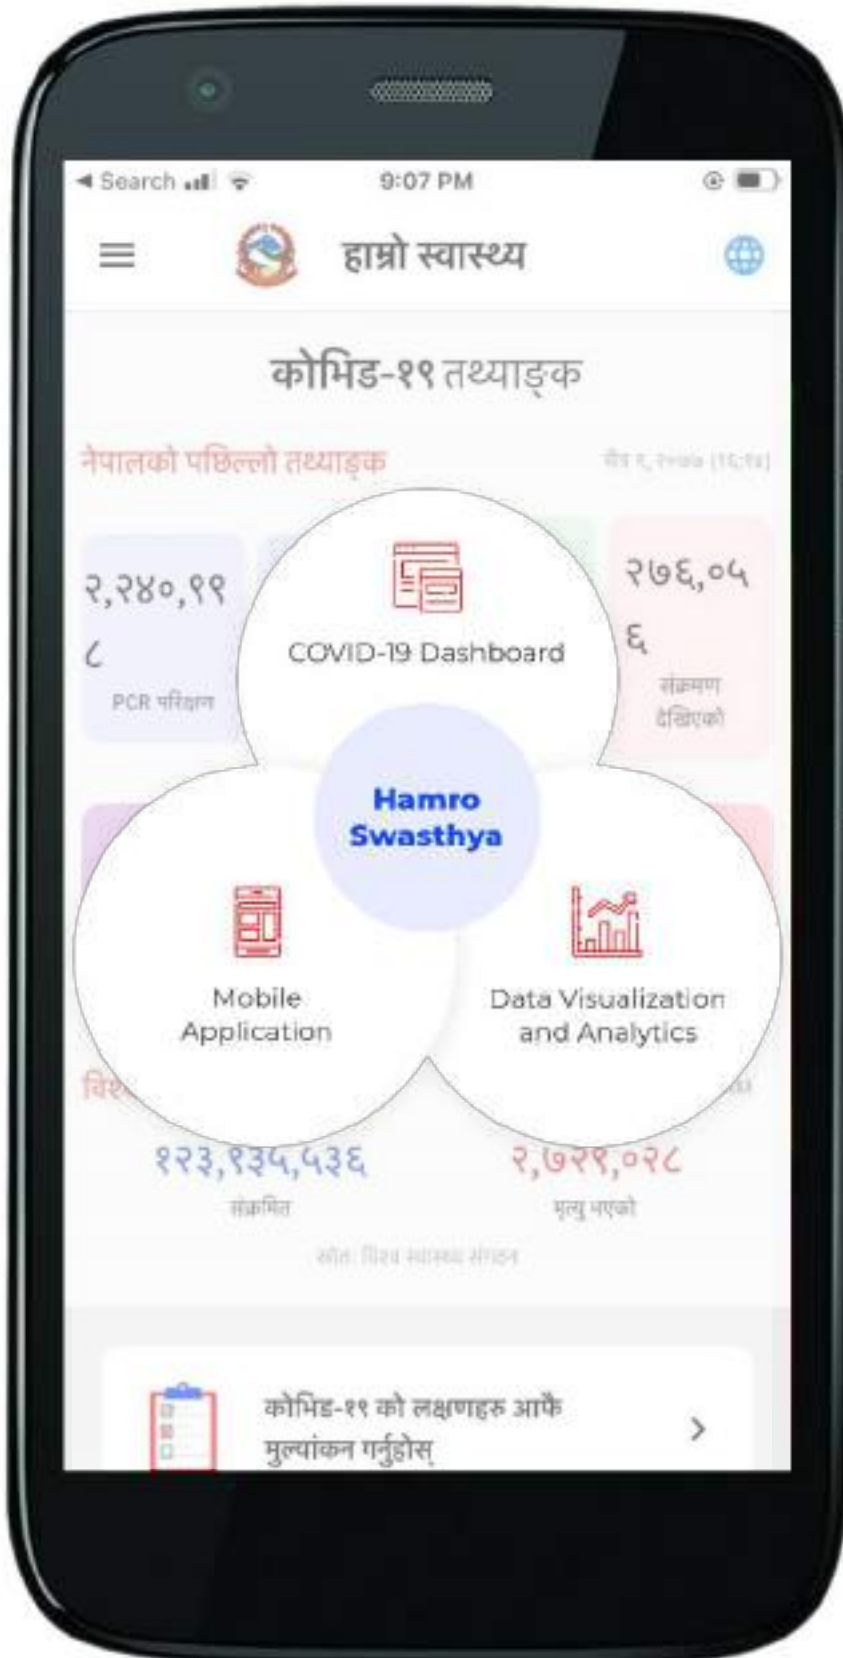 Search
9:07 PM
हाम्रो स्वास्थ्य
कोभिड-१९ तथ्याङ्क
नेपालको पछिल्लो तथ्याङ्क
२,२४०,९९
८
PCR परिक्षण
२७६,०५
६
संक्रमण
देखिएको
COVID-19 Dashboard
Hamro
Swasthya
Mobile
Application
Data Visualization
and Analytics
१२३,९३५,५३६
संक्रमित
२,७२९,०२८
मृत्यु भएको
स्रोत: विश्व स्वास्थ्य संगठन
कोभिड-१९ को लक्षणहरु आफै
मुल्यांकन गर्नुहोस्